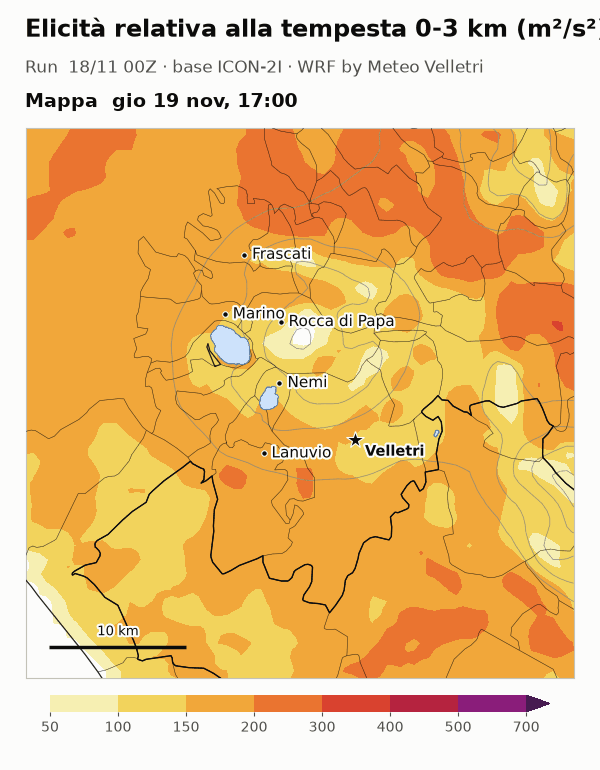 Elicità relativa alla tempesta 0-3 km (m²/s²)
Run  18/11 00Z · base ICON-2I · WRF by Meteo Velletri
Mappa  gio 19 nov, 17:00
Frascati
Marino
Rocca di Papa
Nemi
Velletri
Lanuvio
10 km
50 100 150 200 300 400 500 700